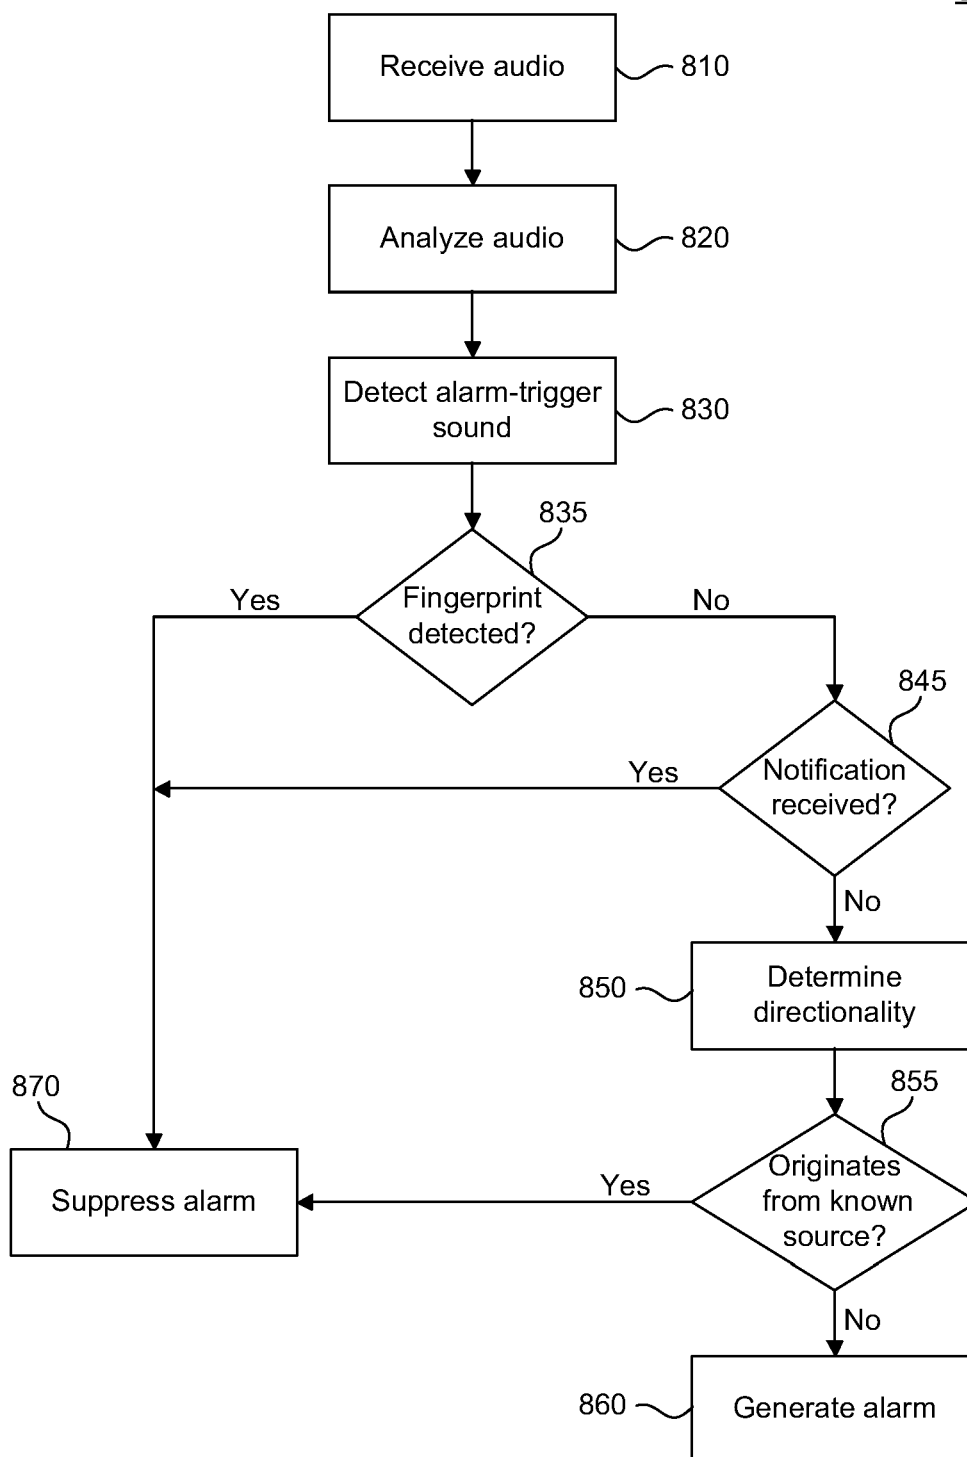 Receive audio
810
Analyze audio
820
Detect alarm-trigger
sound
830
835
Fingerprint
detected?
Yes
No
845
Notification
received?
Yes
No
Determine
directionality
850
870
855
Suppress alarm
Originates
from known
source?
Yes
No
Generate alarm
860